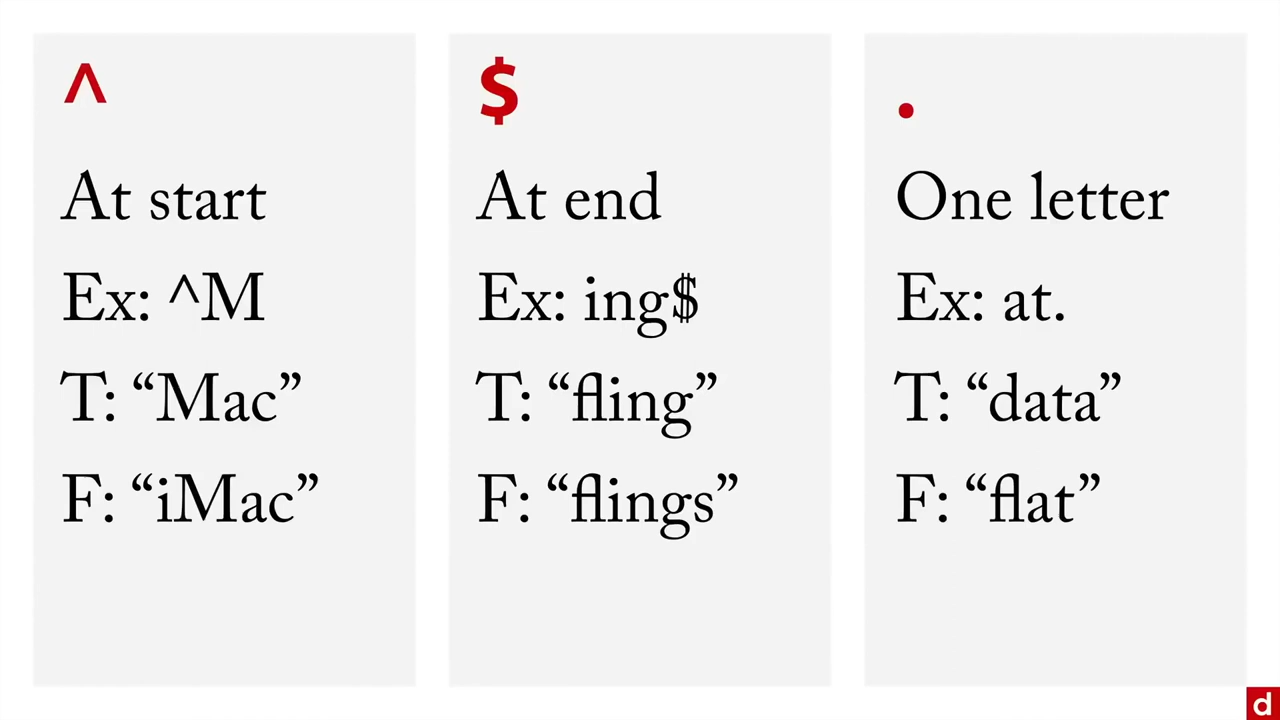 ^
At start
Ex: ^M
T: “Mac”
F: “iMac”
$
At end
Ex: ing$
T: “fling”
F: “flings”
.
One letter
Ex: at.
T: “data”
F: “flat”
d